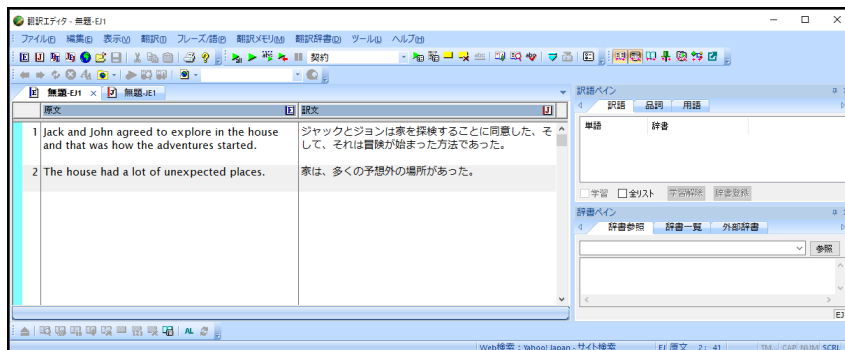 翻訳エディタ - 無題-EJ1
ファイル(F) 編集(E) 表示(V) 翻訳(T) フレーズ/語(P) 翻訳メモリ(M) 翻訳辞書(D) ツール(L) ヘルプ(H)
契約
無題-EJ1 × 無題-JE1
原文 E 訳文 J
1 Jack and John agreed to explore in the house ジャックとジョンは家を探検することに同意した、そ
and that was how the adventures started. して、それは冒険が始まった方法であった。
2 The house had a lot of unexpected places. 家は、多くの予想外の場所があった。
訳語ペイン
訳語 品詞 用語
単語 辞書
学習 全リスト 学習解除 辞書登録
辞書ペイン
辞書参照 辞書一覧 外部辞書
参照
EJ
AL
Web検索：Yahoo! Japan - サイト検索 EJ 原文 2: 41 TM... CAP NUM SCRL